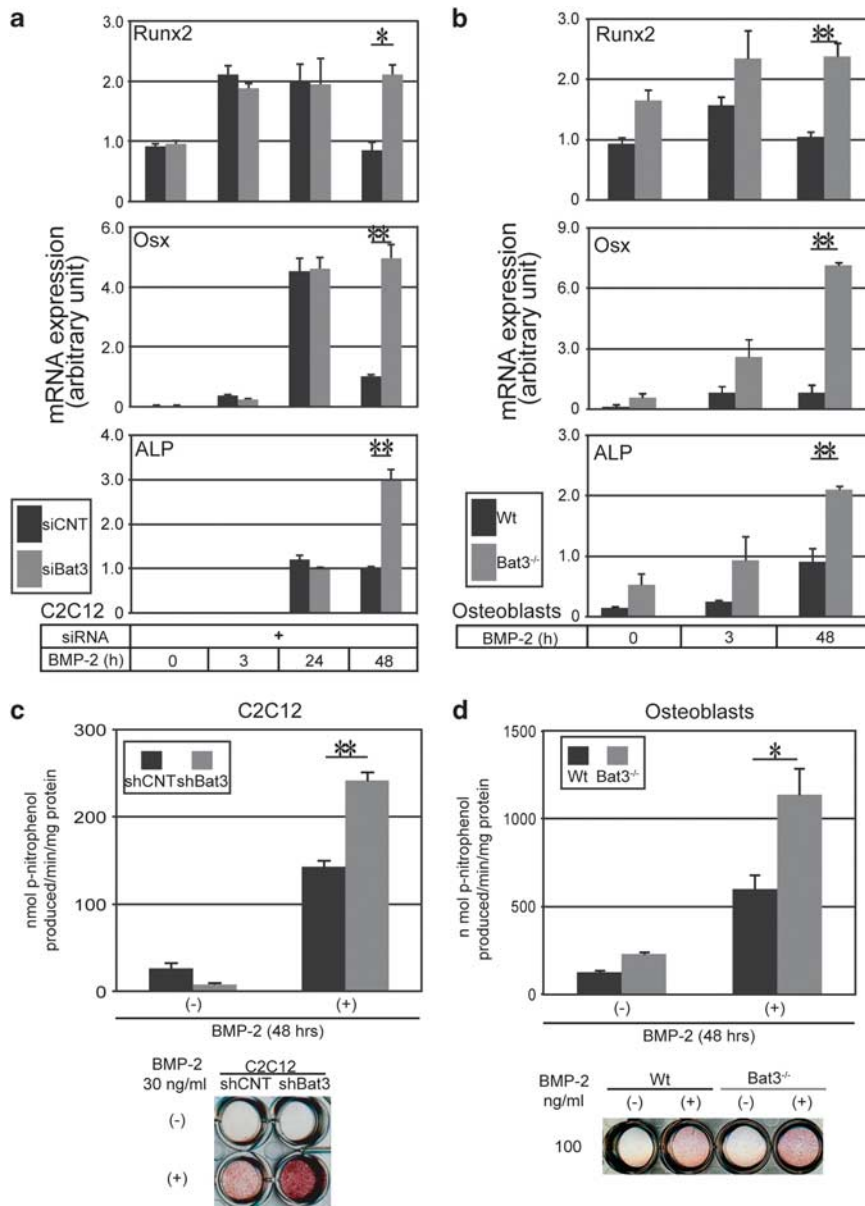 a
Runx2
*
3.0
2.0
1.0
0
Osx
**
6.0
4.0
2.0
0
ALP
**
4.0
3.0
2.0
1.0
0
mRNA expression
(arbitrary unit)
siCNT
siBat3
C2C12
siRNA +
BMP-2 (h) 0 3 24 48
b
Runx2
**
3.0
2.0
1.0
0
Osx
**
9.0
6.0
3.0
0
ALP
**
3.0
2.0
1.0
0
mRNA expression
(arbitrary unit)
Wt
Bat3-/-
Osteoblasts
BMP-2 (h) 0 3 48
c
C2C12
300
200
100
0
nmol p-nitrophenol
produced/min/mg protein
shCNT shBat3
**
(-) (+)
BMP-2 (48 hrs)
BMP-2 C2C12
30 ng/ml shCNT shBat3
(-)
(+)
d
Osteoblasts
1500
1000
500
0
n mol p-nitrophenol
produced/min/mg protein
Wt Bat3-/-
*
(-) (+)
BMP-2 (48 hrs)
BMP-2 Wt Bat3-/-
ng/ml (-) (+) (-) (+)
100